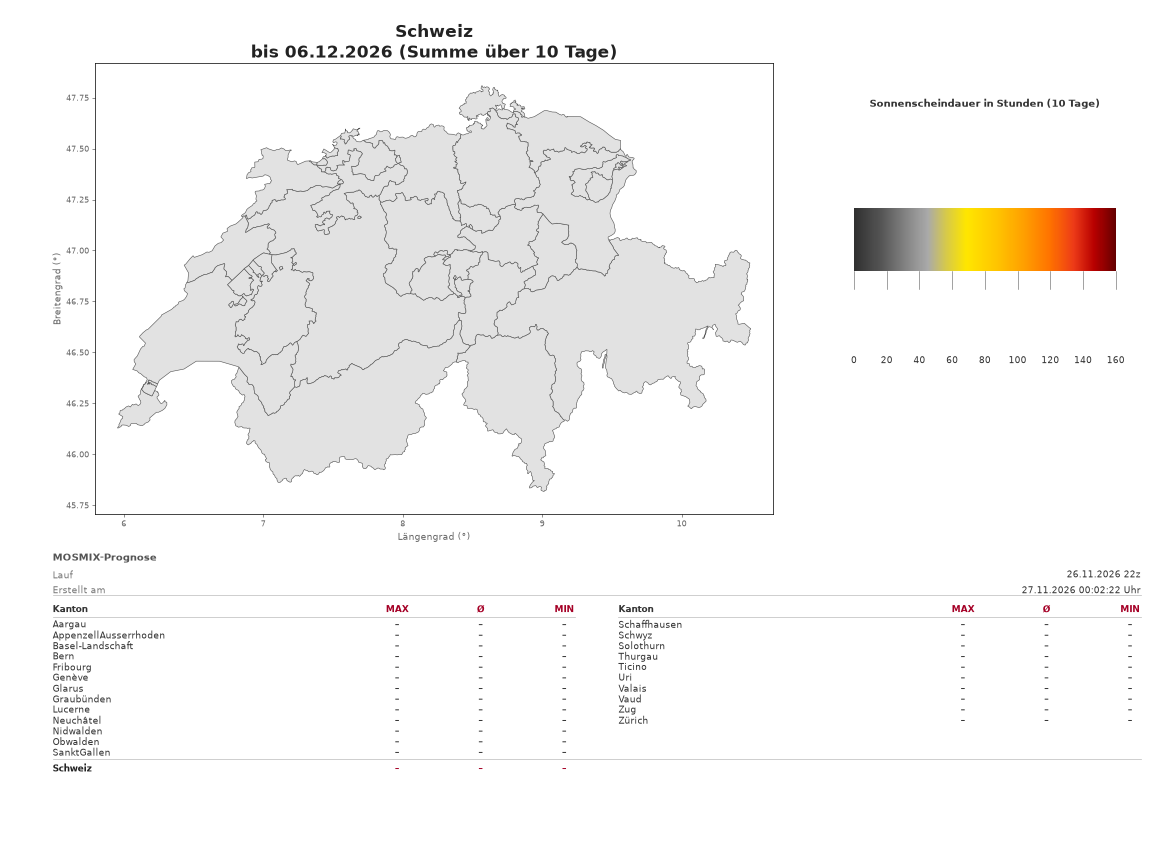 Schweiz
bis 06.12.2026 (Summe über 10 Tage)
Sonnenscheindauer in Stunden (10 Tage)
47.75
47.50
47.25
47.00
46.75
46.50
46.25
46.00
45.75
Breitengrad (°)
6 7 8 9 10
Längengrad (°)
0 20 40 60 80 100 120 140 160
MOSMIX-Prognose
Lauf 26.11.2026 22z
Erstellt am 27.11.2026 00:02:22 Uhr
Kanton MAX Ø MIN Kanton MAX Ø MIN
Aargau – – – Schaffhausen – – –
AppenzellAusserrhoden – – – Schwyz – – –
Basel-Landschaft – – – Solothurn – – –
Bern – – – Thurgau – – –
Fribourg – – – Ticino – – –
Genève – – – Uri – – –
Glarus – – – Valais – – –
Graubünden – – – Vaud – – –
Lucerne – – – Zug – – –
Neuchâtel – – – Zürich – – –
Nidwalden – – –
Obwalden – – –
SanktGallen – – –
Schweiz – – –